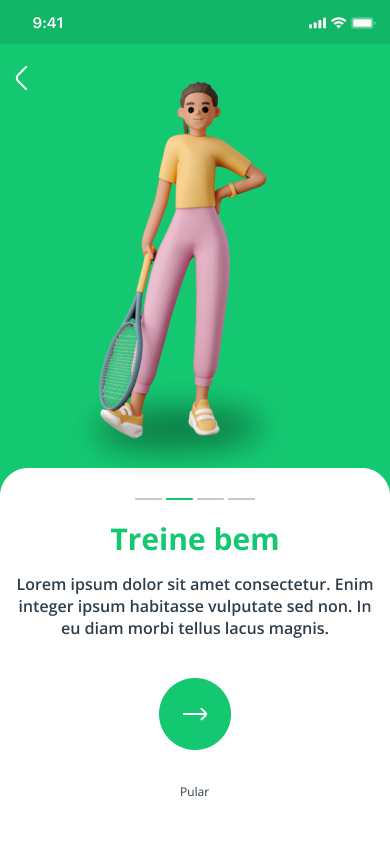 9:41
Treine bem
Lorem ipsum dolor sit amet consectetur. Enim
integer ipsum habitasse vulputate sed non. In
eu diam morbi tellus lacus magnis.
Pular